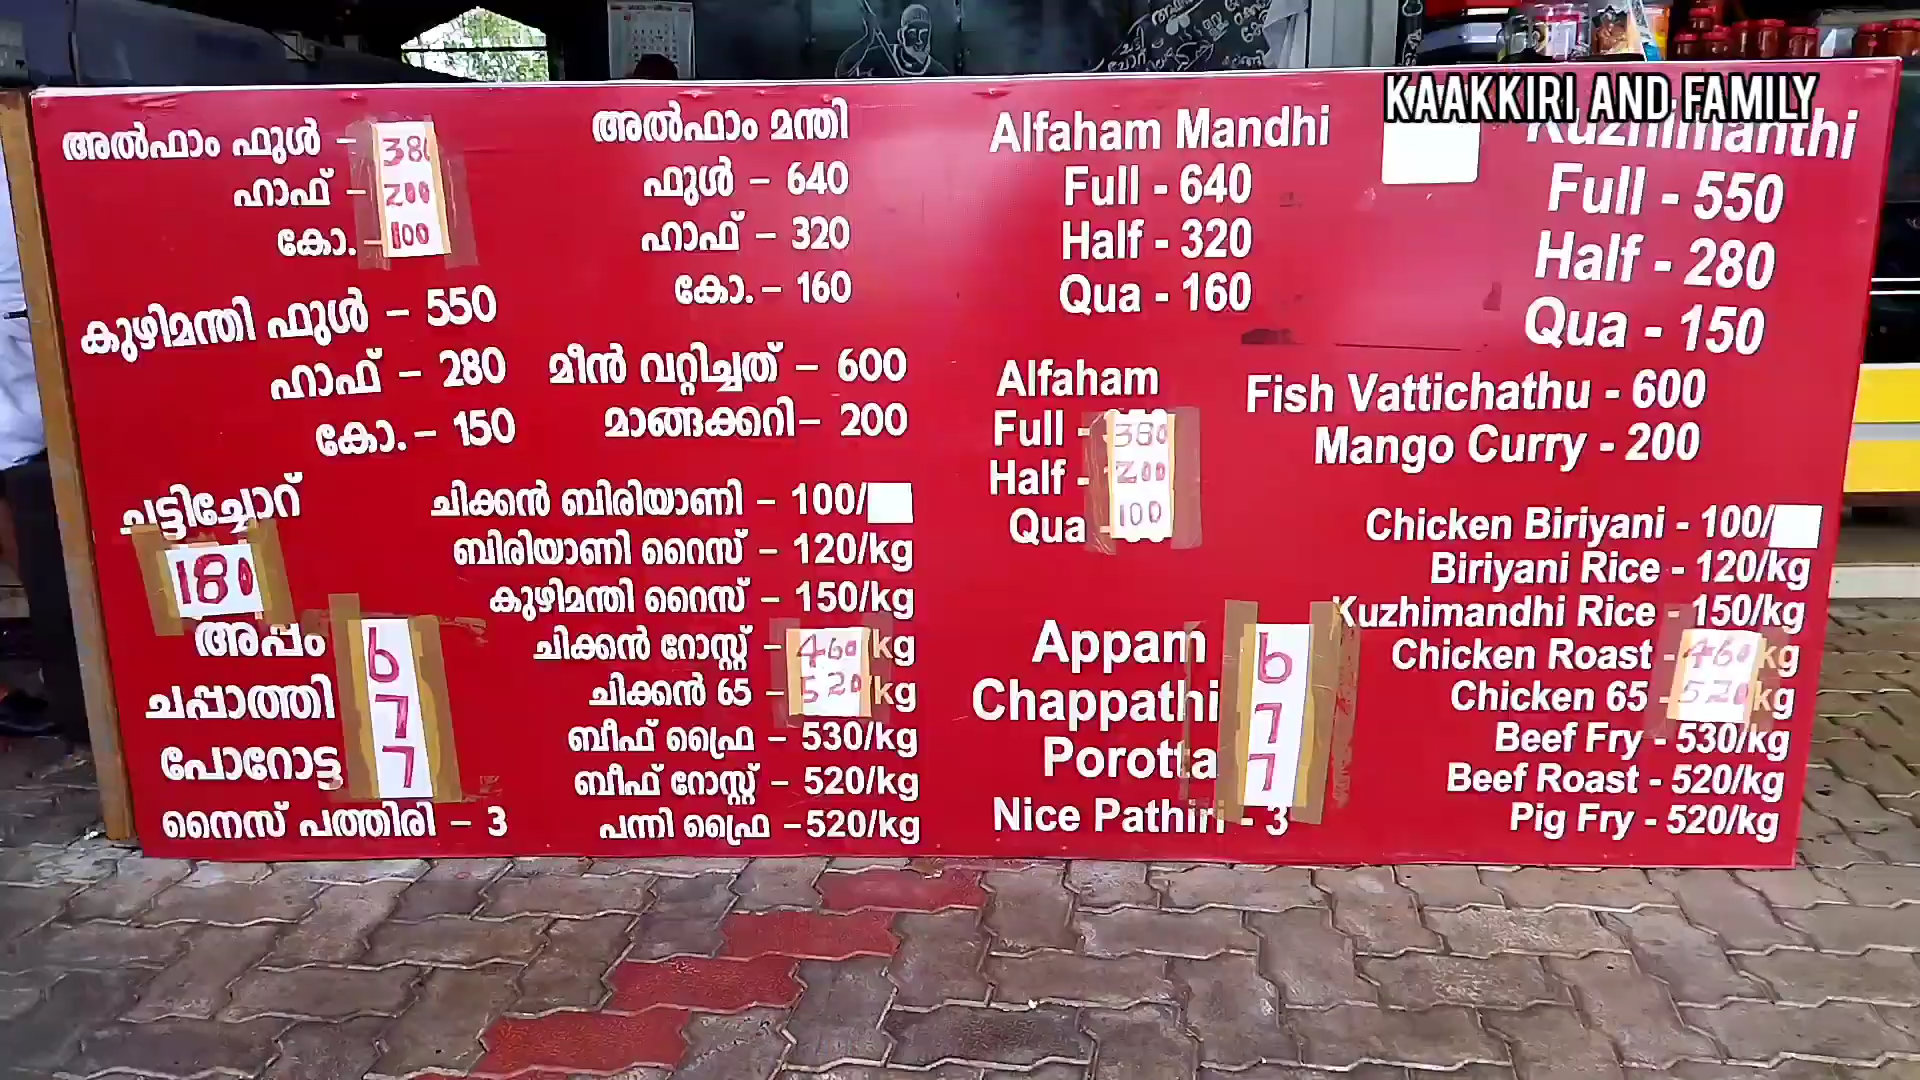 KAAKKIRI AND FAMILY
അൽഫാം ഫുൾ – 380
ഹാഫ് – 200
കോ. – 100
കുഴിമന്തി ഫുൾ – 550
ഹാഫ് – 280
കോ. – 150
ചട്ടിച്ചോറ്
180
അപ്പം 6
ചപ്പാത്തി 7
പോറോട്ട 7
നൈസ് പത്തിരി – 3
അൽഫാം മന്തി
ഫുൾ – 640
ഹാഫ് – 320
കോ. – 160
മീൻ വറ്റിച്ചത് – 600
മാങ്ങക്കറി – 200
ചിക്കൻ ബിരിയാണി – 100/
ബിരിയാണി റൈസ് – 120/kg
കുഴിമന്തി റൈസ് – 150/kg
ചിക്കൻ റോസ്റ്റ് – 460/kg
ചിക്കൻ 65 – 520/kg
ബീഫ് ഫ്രൈ – 530/kg
ബീഫ് റോസ്റ്റ് – 520/kg
പന്നി ഫ്രൈ – 520/kg
Alfaham Mandhi
Full - 640
Half - 320
Qua - 160
Alfaham
Full - 380
Half - 200
Qua 100
Appam 6
Chappathi 7
Porotta 7
Nice Pathiri - 3
Kuzhimanthi
Full - 550
Half - 280
Qua - 150
Fish Vattichathu - 600
Mango Curry - 200
Chicken Biriyani - 100/
Biriyani Rice - 120/kg
Kuzhimandhi Rice - 150/kg
Chicken Roast - 460 kg
Chicken 65 - 520 kg
Beef Fry - 530/kg
Beef Roast - 520/kg
Pig Fry - 520/kg